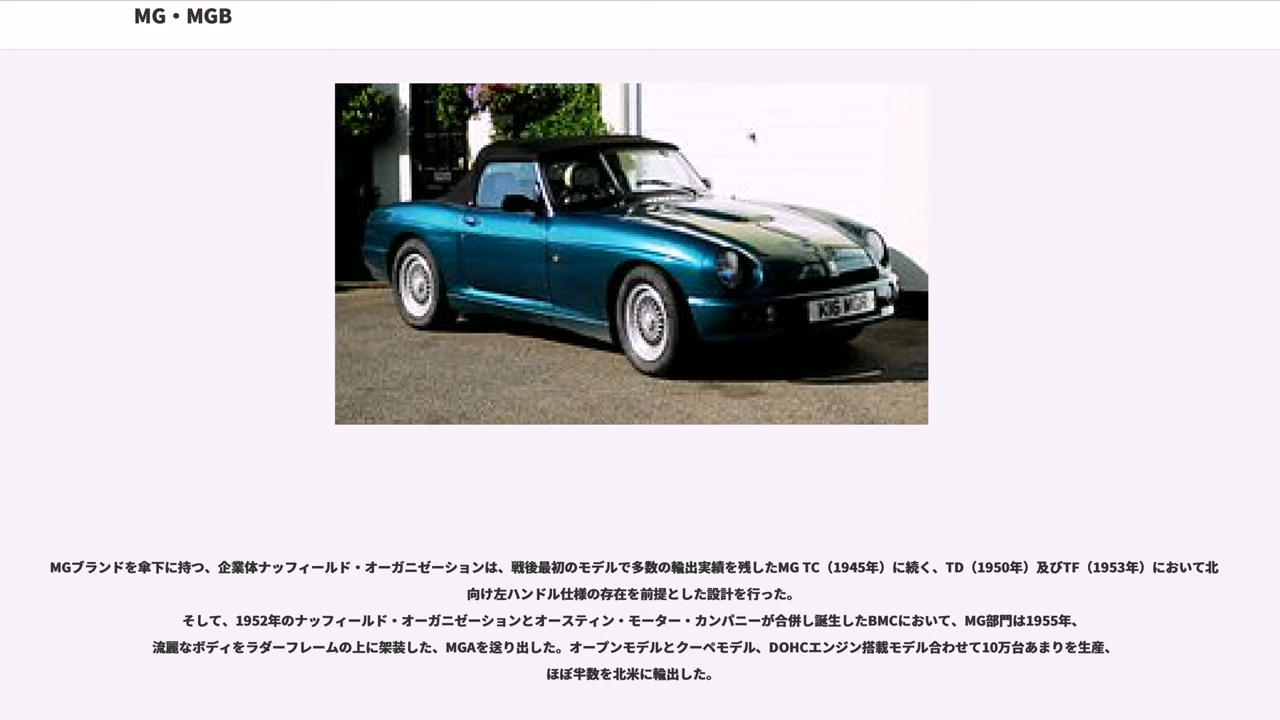 MG・MGB
MGブランドを傘下に持つ、企業体ナッフィールド・オーガニゼーションは、戦後最初のモデルで多数の輸出実績を残したMG TC（1945年）に続く、TD（1950年）及びTF（1953年）において北
向け左ハンドル仕様の存在を前提とした設計を行った。
そして、1952年のナッフィールド・オーガニゼーションとオースティン・モーター・カンパニーが合併し誕生したBMCにおいて、MG部門は1955年、
流麗なボディをラダーフレームの上に架装した、MGAを送り出した。オープンモデルとクーペモデル、DOHCエンジン搭載モデル合わせて10万台あまりを生産、
ほぼ半数を北米に輸出した。